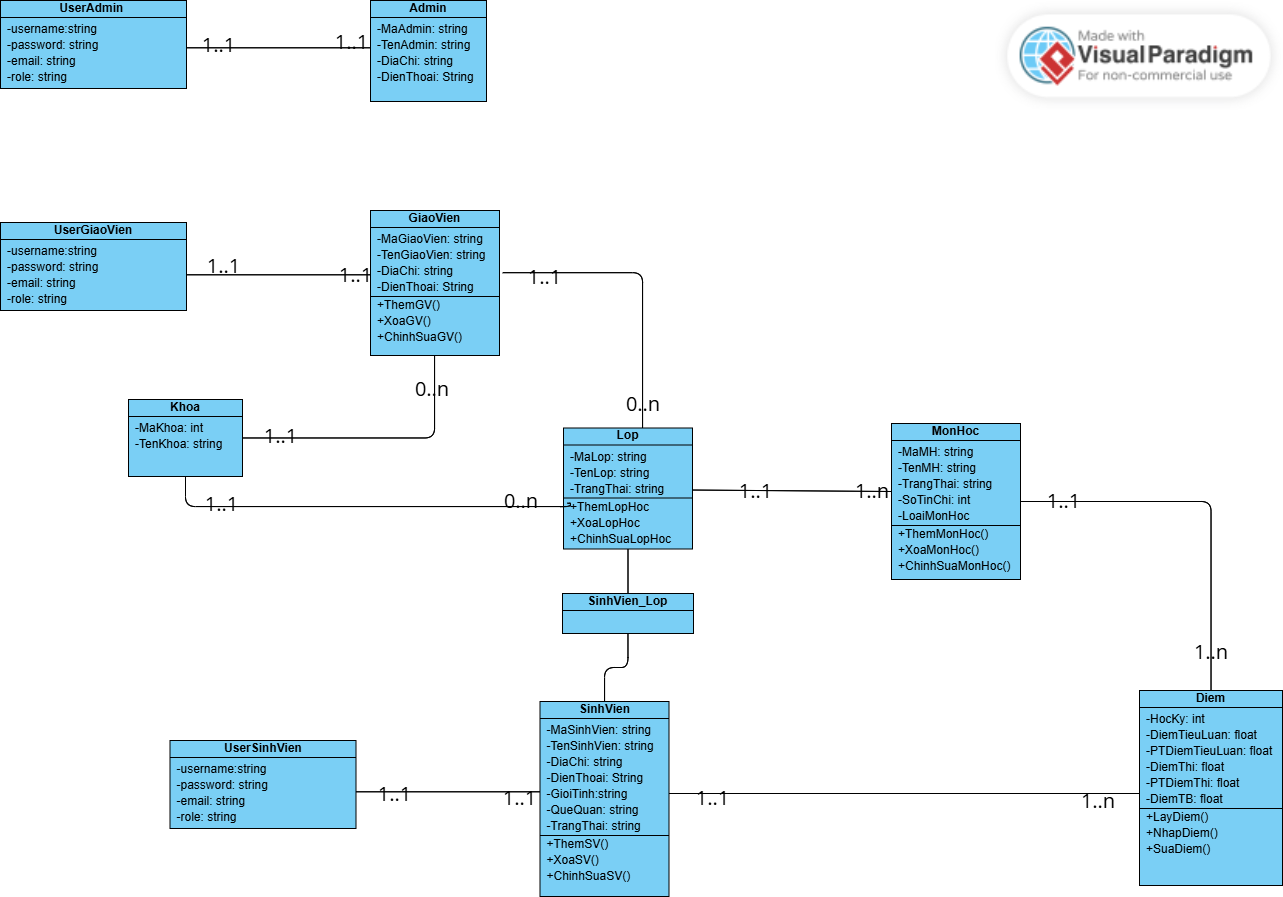 UserAdmin
-username:string
-password: string
-email: string
-role: string
1..1
1..1
Admin
-MaAdmin: string
-TenAdmin: string
-DiaChi: string
-DienThoai: String
Made with
VisualParadigm
For non-commercial use
UserGiaoVien
-username:string
-password: string
-email: string
-role: string
1..1
1..1
GiaoVien
-MaGiaoVien: string
-TenGiaoVien: string
-DiaChi: string
-DienThoai: String
+ThemGV()
+XoaGV()
+ChinhSuaGV()
1..1
0..n
0..n
Khoa
-MaKhoa: int
-TenKhoa: string
1..1
1..1
0..n
Lop
-MaLop: string
-TenLop: string
-TrangThai: string
+ThemLopHoc
+XoaLopHoc
+ChinhSuaLopHoc
1..1
1..n
MonHoc
-MaMH: string
-TenMH: string
-TrangThai: string
-SoTinChi: int
-LoaiMonHoc
+ThemMonHoc()
+XoaMonHoc()
+ChinhSuaMonHoc()
1..1
1..n
SinhVien_Lop
SinhVien
-MaSinhVien: string
-TenSinhVien: string
-DiaChi: string
-DienThoai: String
-GioiTinh:string
-QueQuan: string
-TrangThai: string
+ThemSV()
+XoaSV()
+ChinhSuaSV()
UserSinhVien
-username:string
-password: string
-email: string
-role: string
1..1
1..1
1..1
1..n
Diem
-HocKy: int
-DiemTieuLuan: float
-PTDiemTieuLuan: float
-DiemThi: float
-PTDiemThi: float
-DiemTB: float
+LayDiem()
+NhapDiem()
+SuaDiem()